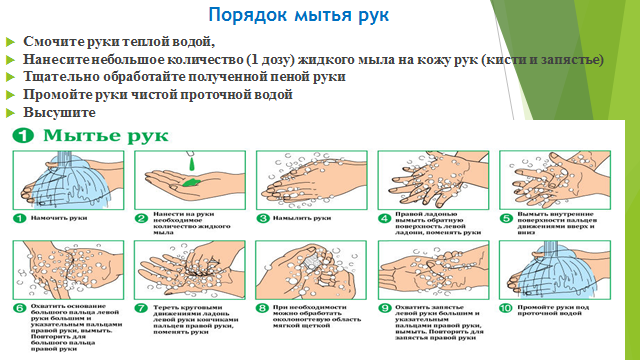 Порядок мытья рук
Смочите руки теплой водой,
Нанесите небольшое количество (1 дозу) жидкого мыла на кожу рук (кисти и запястье)
Тщательно обработайте полученной пеной руки
Промойте руки чистой проточной водой
Высушите
1 Мытье рук
1 Намочить руки
2 Нанести на руки
необходимое
количество жидкого
мыла
3 Намылить руки
4 Правой ладонью
вымыть обратную
поверхность левой
ладони, поменять руки
5 Вымыть внутренние
поверхности пальцев
движениями вверх и
вниз
6 Охватить основание
большого пальца левой
руки большим и
указательным пальцами
правой руки, вымыть.
Повторить для
большого пальца
правой руки
7 Тереть круговыми
движениями ладонь
левой руки кончиками
пальцев правой руки,
поменять руки
8 При необходимости
можно обработать
околоногтевую область
мягкой щеткой
9 Охватить запястье
левой руки большим и
указательным
пальцами правой руки,
вымыть. Повторить для
запястья правой руки
10 Промойте руки под
проточной водой